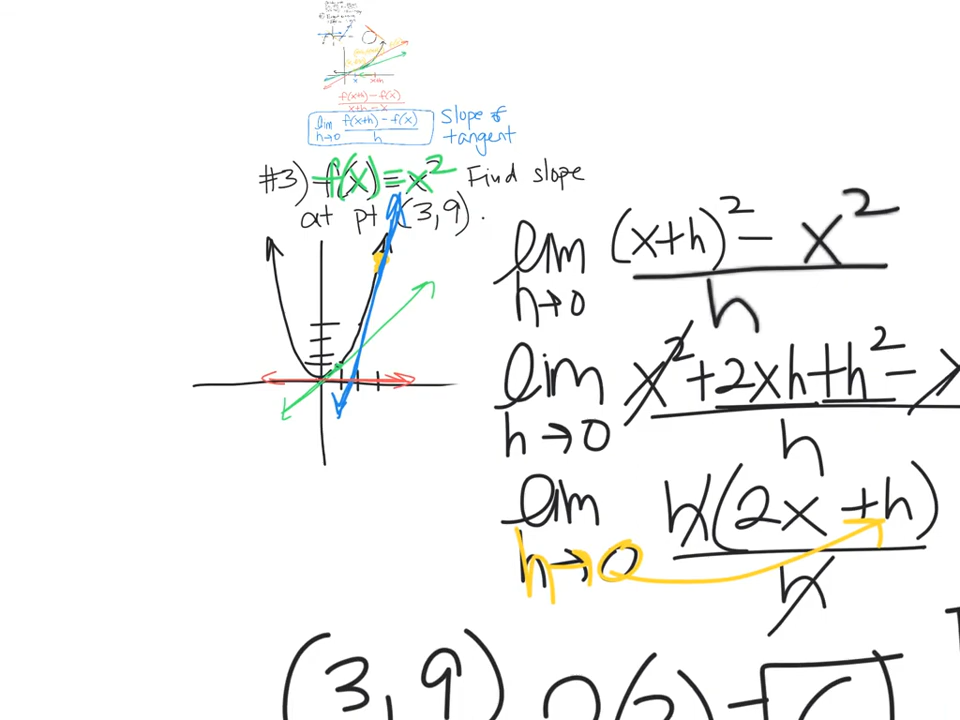 f(x+h) - f(x)
x+h - x
lim h→0 f(x+h) - f(x) / h
Slope of tangent
#3) f(x) = x²  Find slope
at pt (3, 9).
lim h→0 (x+h)² - x² / h
lim h→0 x² + 2xh + h² - / h
lim h→0 h(2x + h) / h
(3, 9)